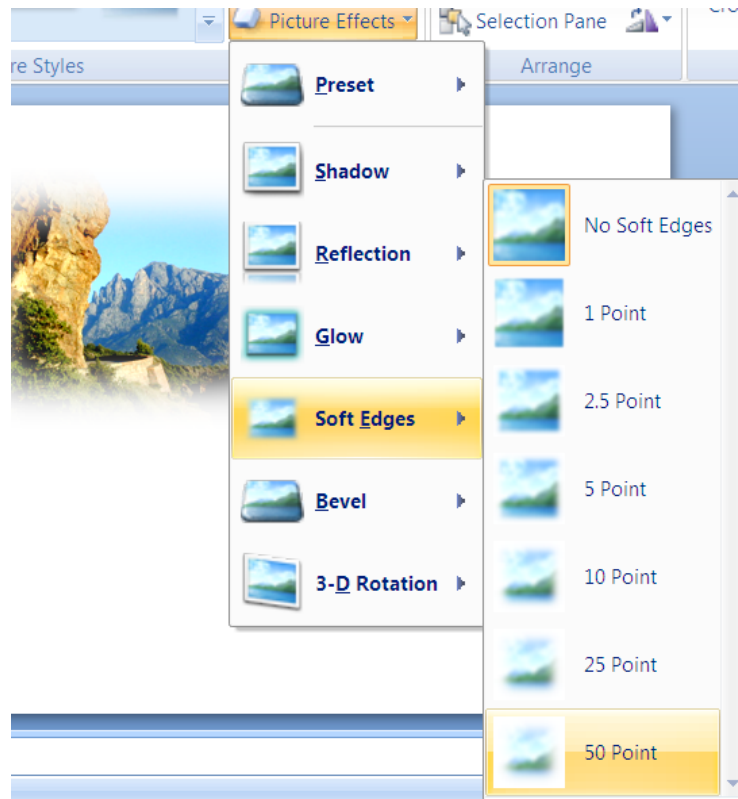 Picture Effects
Selection Pane
re Styles
Arrange
Preset
Shadow
Reflection
Glow
Soft Edges
Bevel
3-D Rotation
No Soft Edges
1 Point
2.5 Point
5 Point
10 Point
25 Point
50 Point